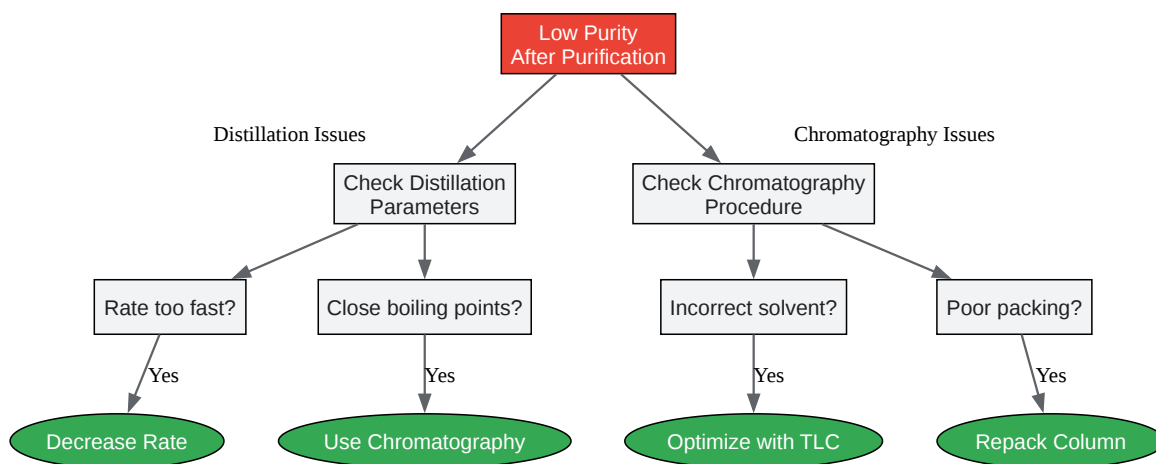 Low Purity
After Purification
Distillation Issues
Chromatography Issues
Check Distillation
Parameters
Check Chromatography
Procedure
Rate too fast?
Close boiling points?
Incorrect solvent?
Poor packing?
Yes
Yes
Yes
Yes
Decrease Rate
Use Chromatography
Optimize with TLC
Repack Column